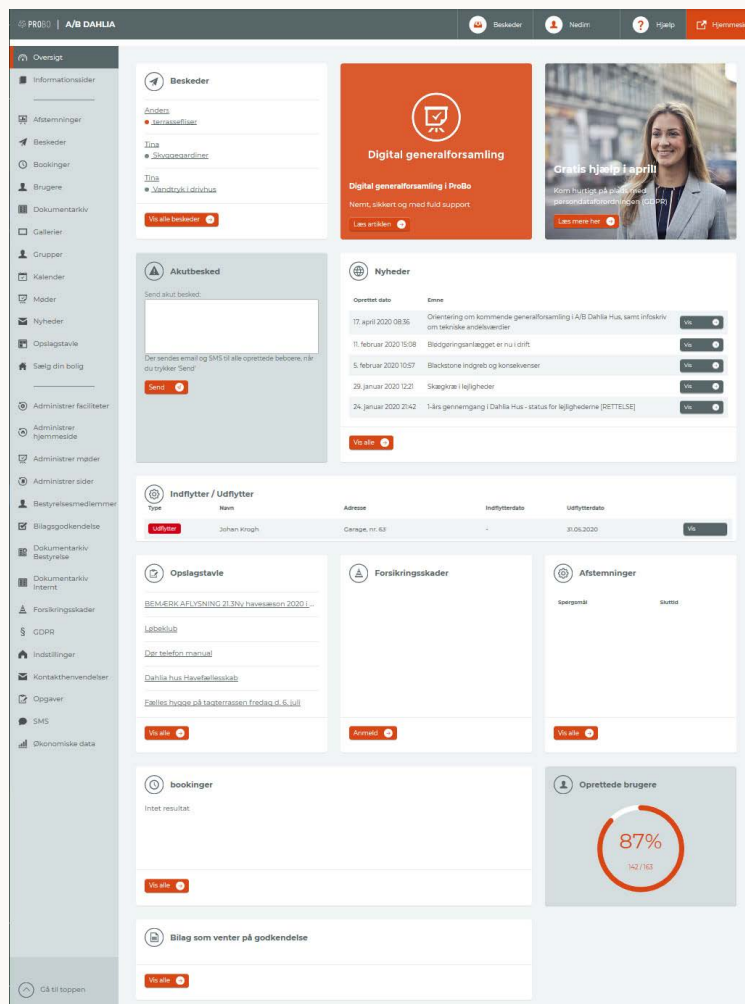 PROBO | A/B DAHLIA
Beskeder
Nedim
Hjælp
Oversigt
Informationssider
Afstemninger
Beskeder
Bookinger
Brugere
Dokumentarkiv
Gallerier
Grupper
Kalender
Møder
Nyheder
Opslagstavle
Sælg din bolig
Administrer faciliteter
Administrer
hjemmeside
Administrer møder
Administrer sider
Bestyrelsesmedlemmer
Bilagsgodkendelse
Dokumentarkiv
Bestyrelse
Dokumentarkiv
Internt
Forsikringsskader
§ GDPR
Indstillinger
Kontakthenvendelser
Opgaver
SMS
Økonomiske data
Gå til toppen
Beskeder
Anders
terrassefliser
Tina
Skyggegardiner
Tina
Vandtryk i drivhus
Vis alle beskeder
Digital generalforsamling
Digital generalforsamling i ProBo
Nemt, sikkert og med fuld support
Læs artiklen
Gratis hjælp i april!
Kom hurtigt på plads med
persondataforordningen (GDPR)
Læs mere her
Akutbesked
Send akut besked:
Der sendes email og SMS til alle oprettede beboere, når
du trykker 'Send'
Send
Nyheder
Oprettet dato Emne
17. april 2020 08:36 Orientering om kommende generalforsamling i A/B Dahlia Hus, samt infoskriv
om tekniske andelsværdier Vis
11. februar 2020 15:08 Blødgøringsanlægget er nu i drift Vis
5. februar 2020 10:57 Blackstone indgreb og konsekvenser Vis
29. januar 2020 12:21 Skægkræ i lejligheder Vis
24. januar 2020 21:42 1-års gennemgang i Dahlia Hus - status for lejlighederne [RETTELSE] Vis
Vis alle
Indflytter / Udflytter
Type Navn Adresse Indflytterdato Udflytterdato
Udflytter Johan Krogh Garage, nr. 63 - 31.05.2020 Vis
Opslagstavle
BEMÆRK AFLYSNING 21.3Ny havesæson 2020 i ...
Løbeklub
Dør telefon manual
Dahlia hus Havefællesskab
Fælles hygge på tagterrassen fredag d. 6. juli
Vis alle
Forsikringsskader
Anmeld
Afstemninger
Spørgsmål Sluttid
Vis alle
bookinger
Intet resultat
Vis alle
Oprettede brugere
87%
142 / 163
Bilag som venter på godkendelse
Vis alle